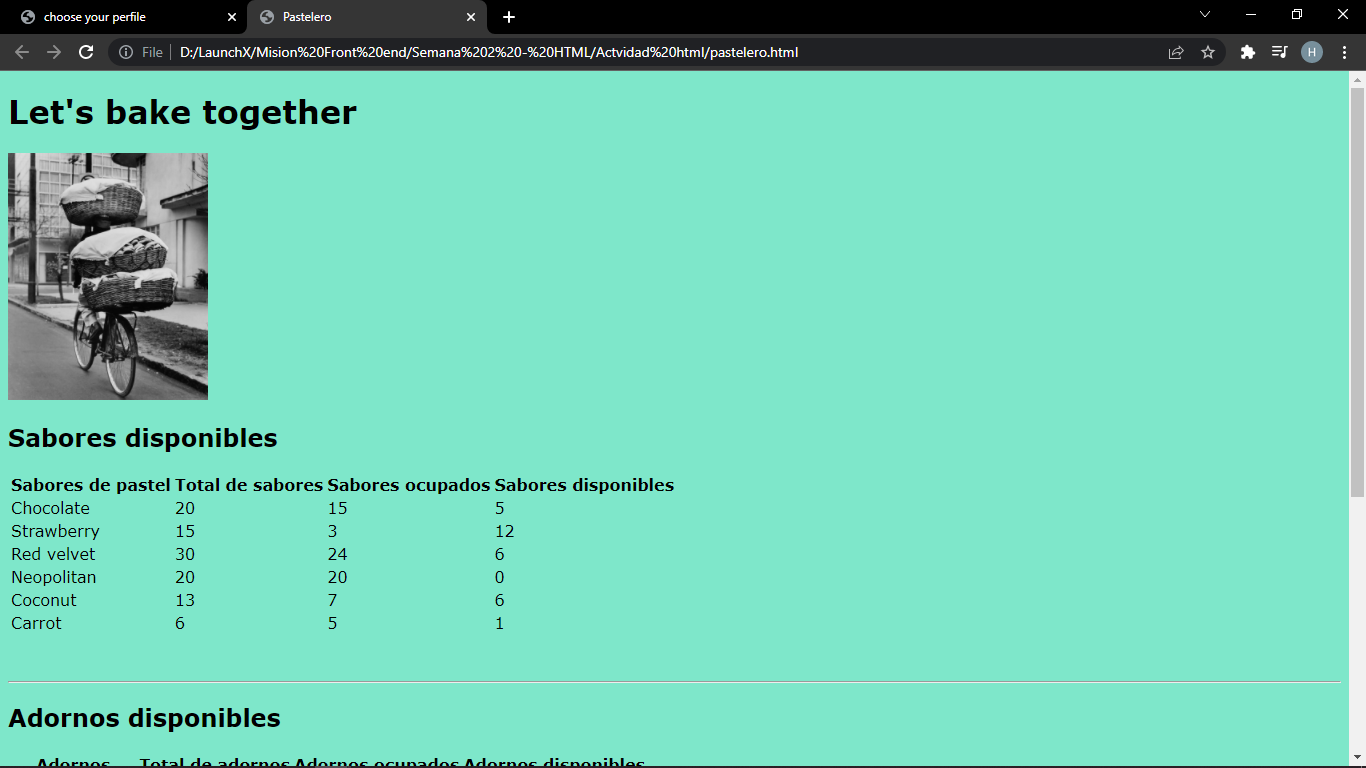 choose your perfile
Pastelero
File
D:/LaunchX/Mision%20Front%20end/Semana%202%20-%20HTML/Actvidad%20html/pastelero.html
H
Let's bake together
Sabores disponibles
Sabores de pastel Total de sabores Sabores ocupados Sabores disponibles
Chocolate 20 15 5
Strawberry 15 3 12
Red velvet 30 24 6
Neopolitan 20 20 0
Coconut 13 7 6
Carrot 6 5 1
Adornos disponibles
Adornos Total de adornos Adornos ocupados Adornos disponibles